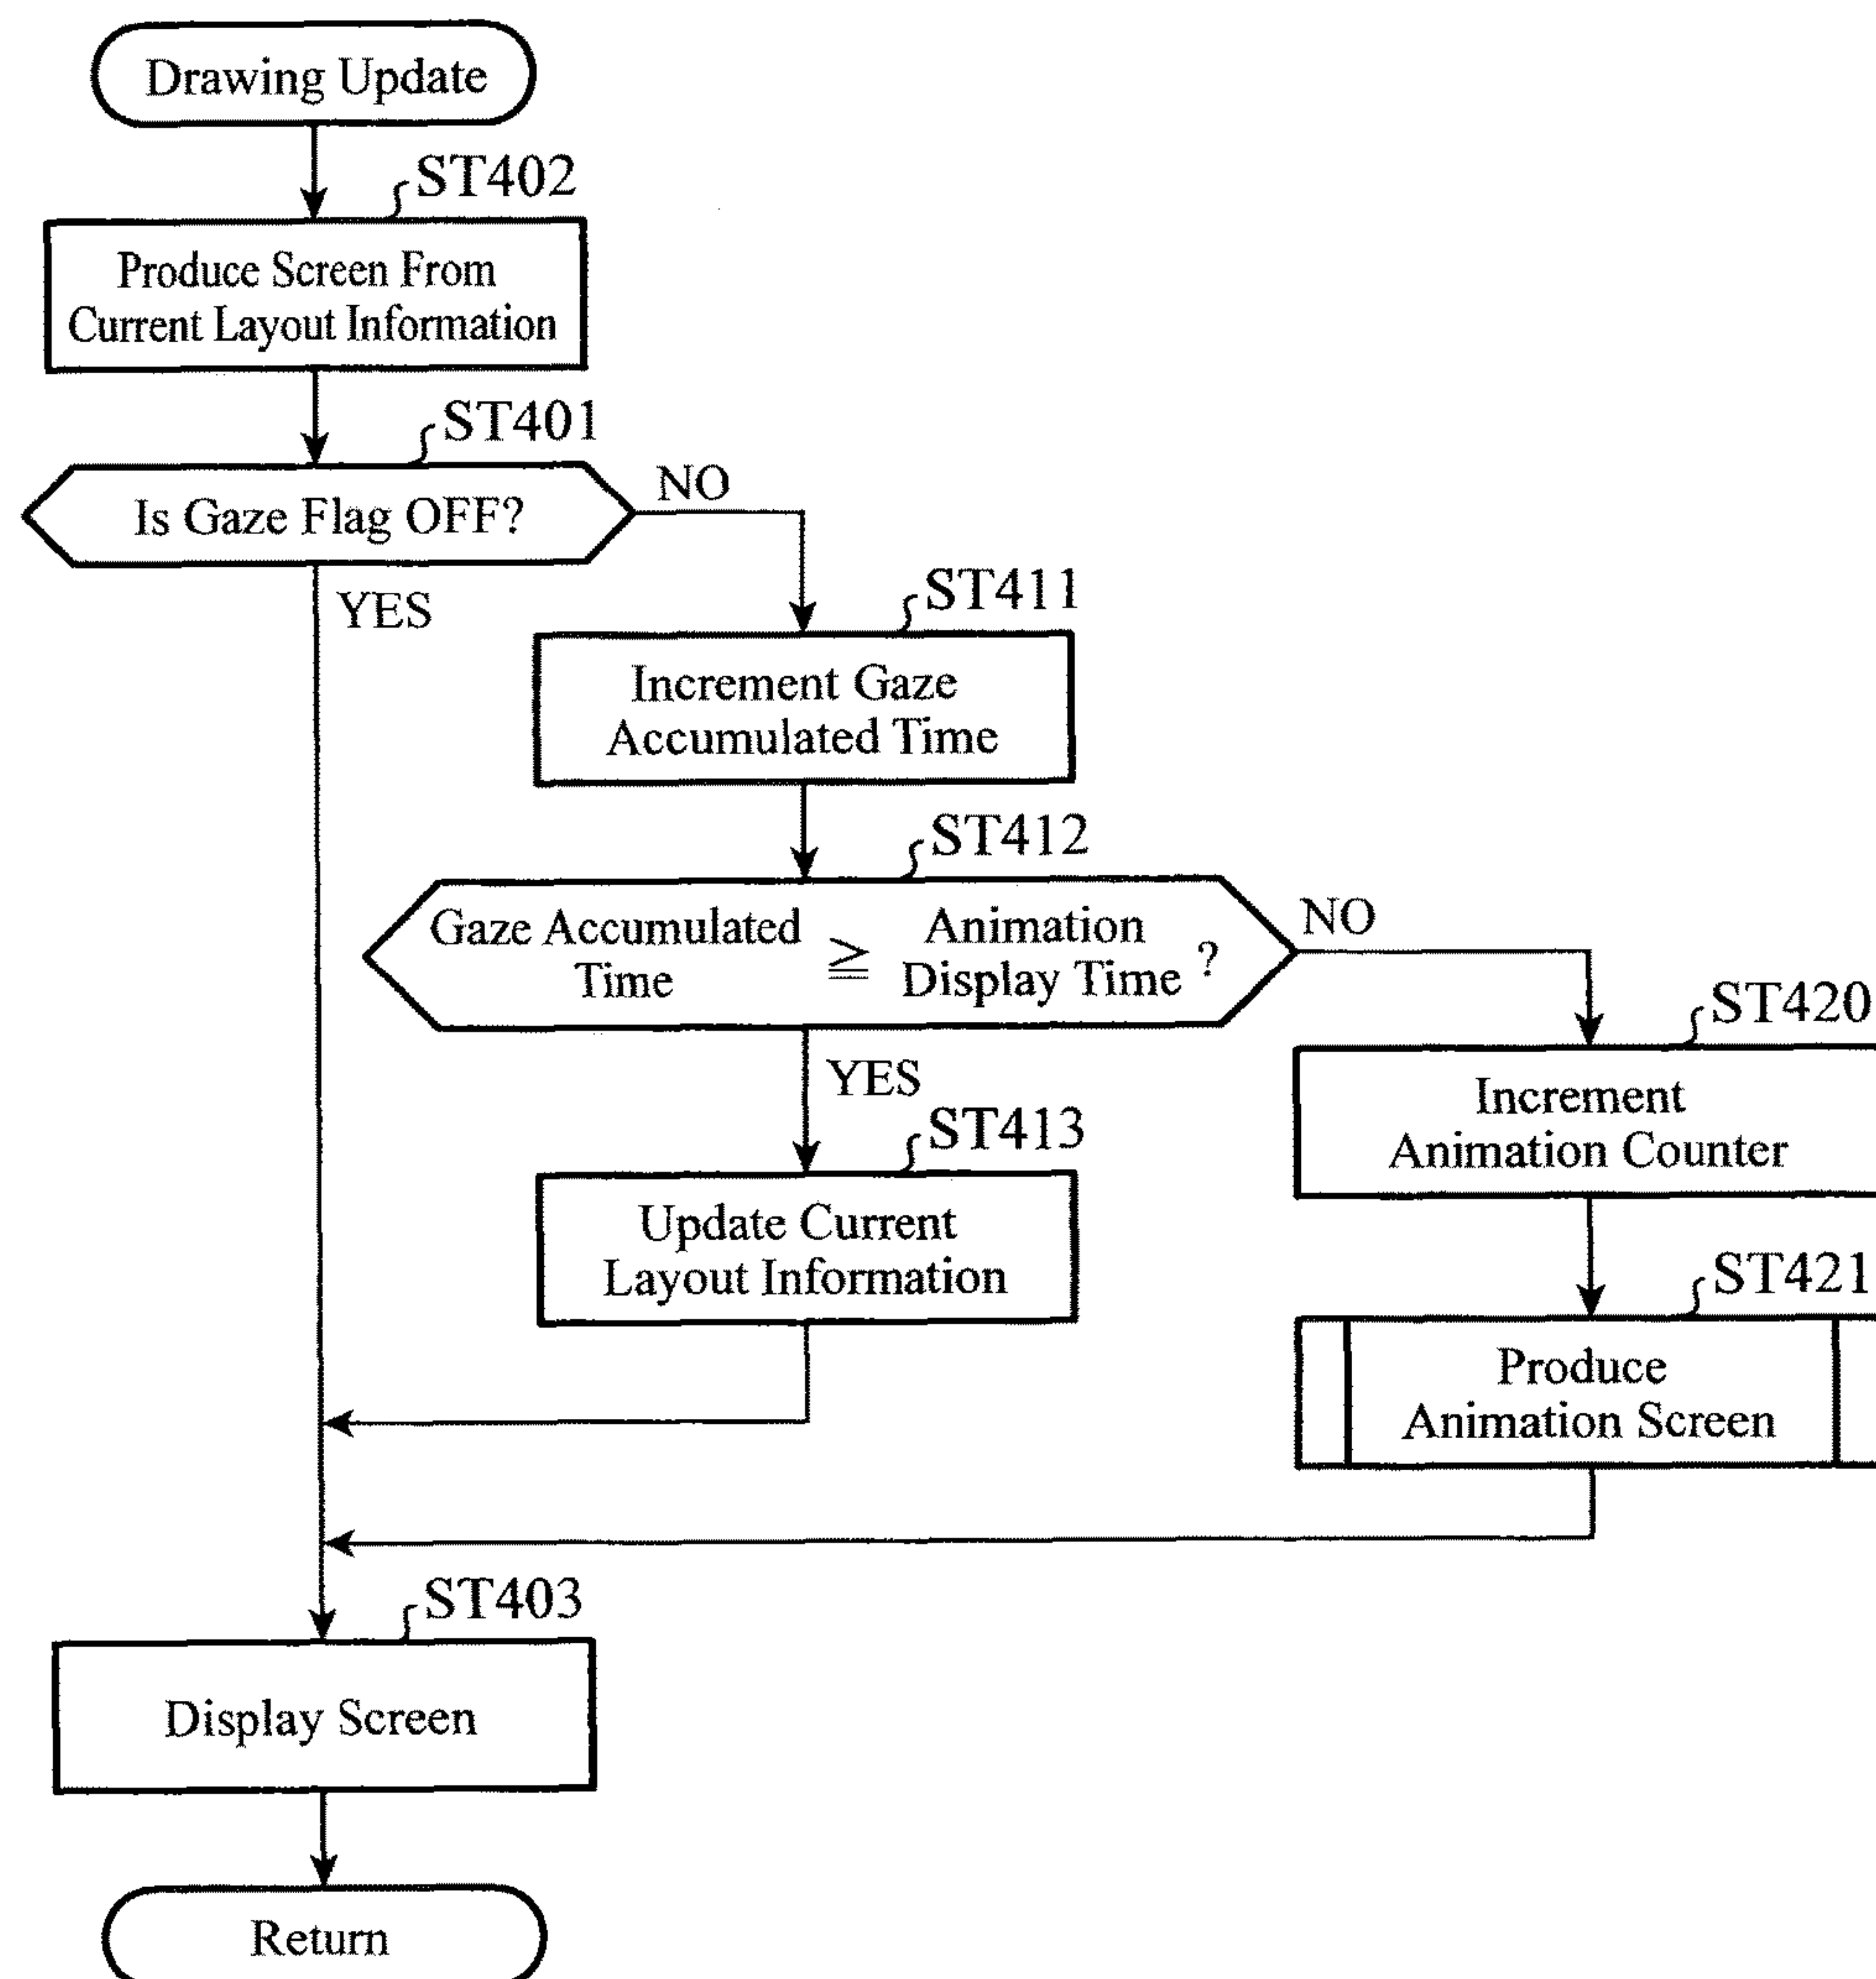 Drawing Update
ST402
Produce Screen From
Current Layout Information
ST401
Is Gaze Flag OFF?
NO
YES
ST411
Increment Gaze
Accumulated Time
ST412
Gaze Accumulated
Time
≧
Animation
Display Time
?
NO
YES
ST420
Increment
Animation Counter
ST413
Update Current
Layout Information
ST421
Produce
Animation Screen
ST403
Display Screen
Return